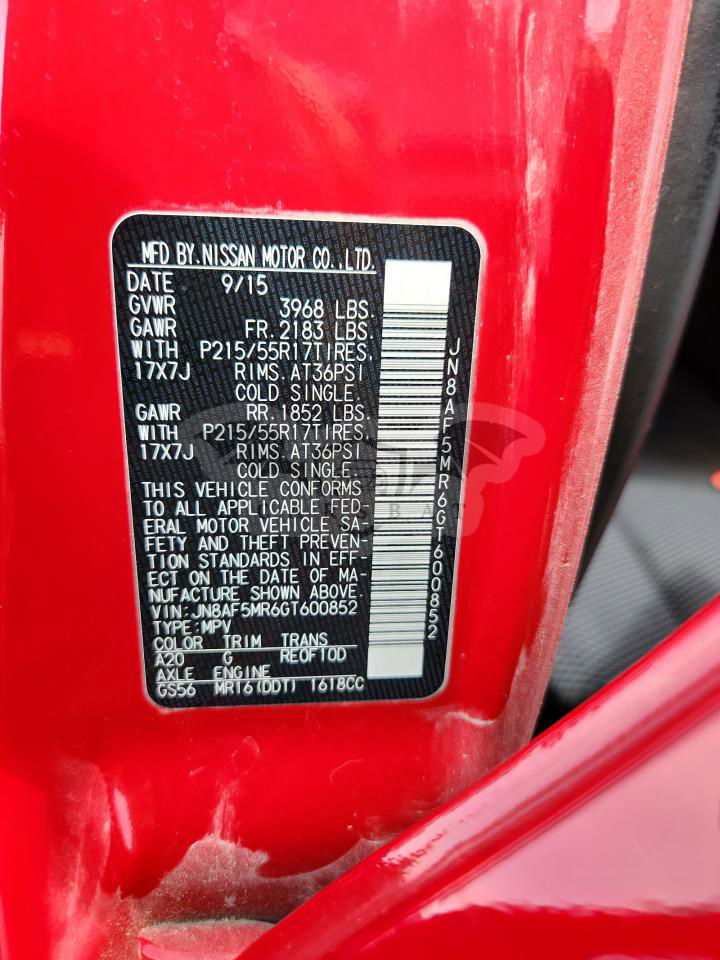 MFD BY.NISSAN MOTOR CO.,LTD.
DATE 9/15
GVWR 3968 LBS.
GAWR FR.2183 LBS
WITH P215/55R17TIRES.
17X7J RIMS.AT36PSI
COLD SINGLE.
GAWR RR.1852 LBS.
WITH P215/55R17TIRES.
17X7J RIMS.AT36PSI
COLD SINGLE.
THIS VEHICLE CONFORMS
TO ALL APPLICABLE FED-
ERAL MOTOR VEHICLE SA-
FETY AND THEFT PREVEN-
TION STANDARDS IN EFF-
ECT ON THE DATE OF MA-
NUFACTURE SHOWN ABOVE.
VIN:JN8AF5MR6GT600852
TYPE:MPV
COLOR TRIM TRANS
A20 G REOF10D
AXLE ENGINE
GS56 MR16(DDT) 1618CC
JN8AF5MR6GT600852